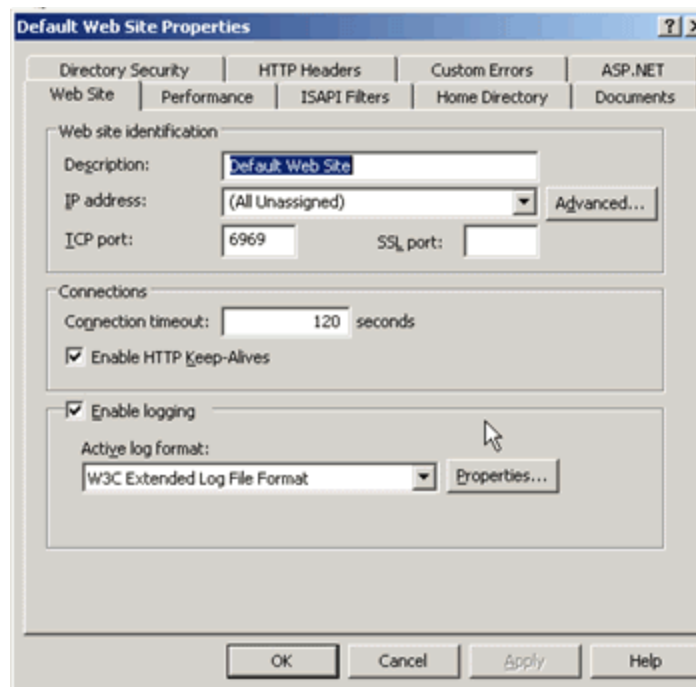 Default Web Site Properties
Directory Security HTTP Headers Custom Errors ASP.NET
Web Site Performance ISAPI Filters Home Directory Documents
Web site identification
Description: Default Web Site
IP address: (All Unassigned) Advanced...
TCP port: 6969 SSL port:
Connections
Connection timeout: 120 seconds
Enable HTTP Keep-Alives
Enable logging
Active log format:
W3C Extended Log File Format Properties...
OK Cancel Apply Help